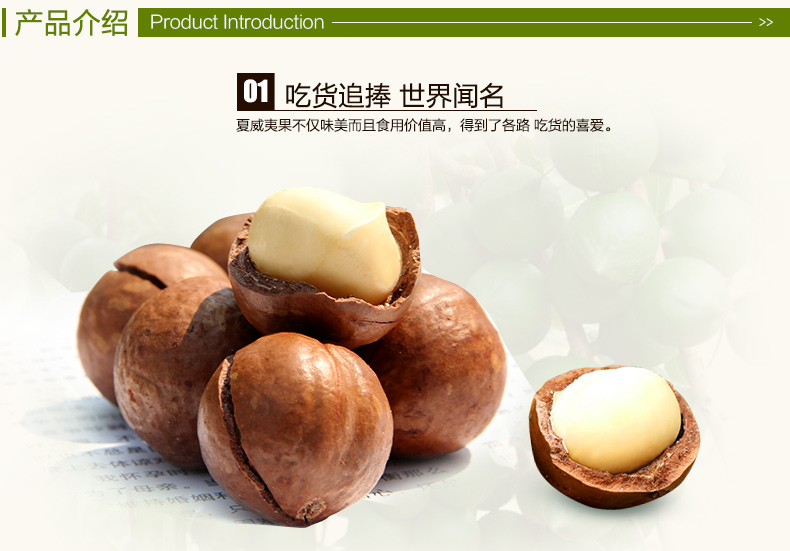 产品介绍 Product Introduction >>
01 吃货追捧 世界闻名
夏威夷果不仅味美而且食用价值高，得到了各路 吃货的喜爱。